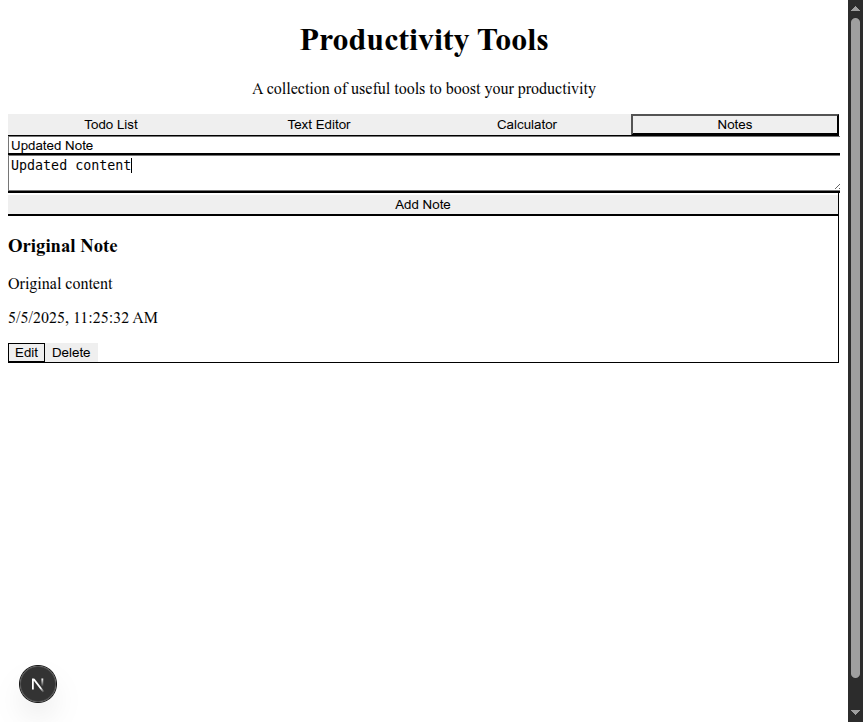 Productivity Tools
A collection of useful tools to boost your productivity
Todo List Text Editor Calculator Notes
Updated Note
Updated content
Add Note
Original Note
Original content
5/5/2025, 11:25:32 AM
Edit Delete
N